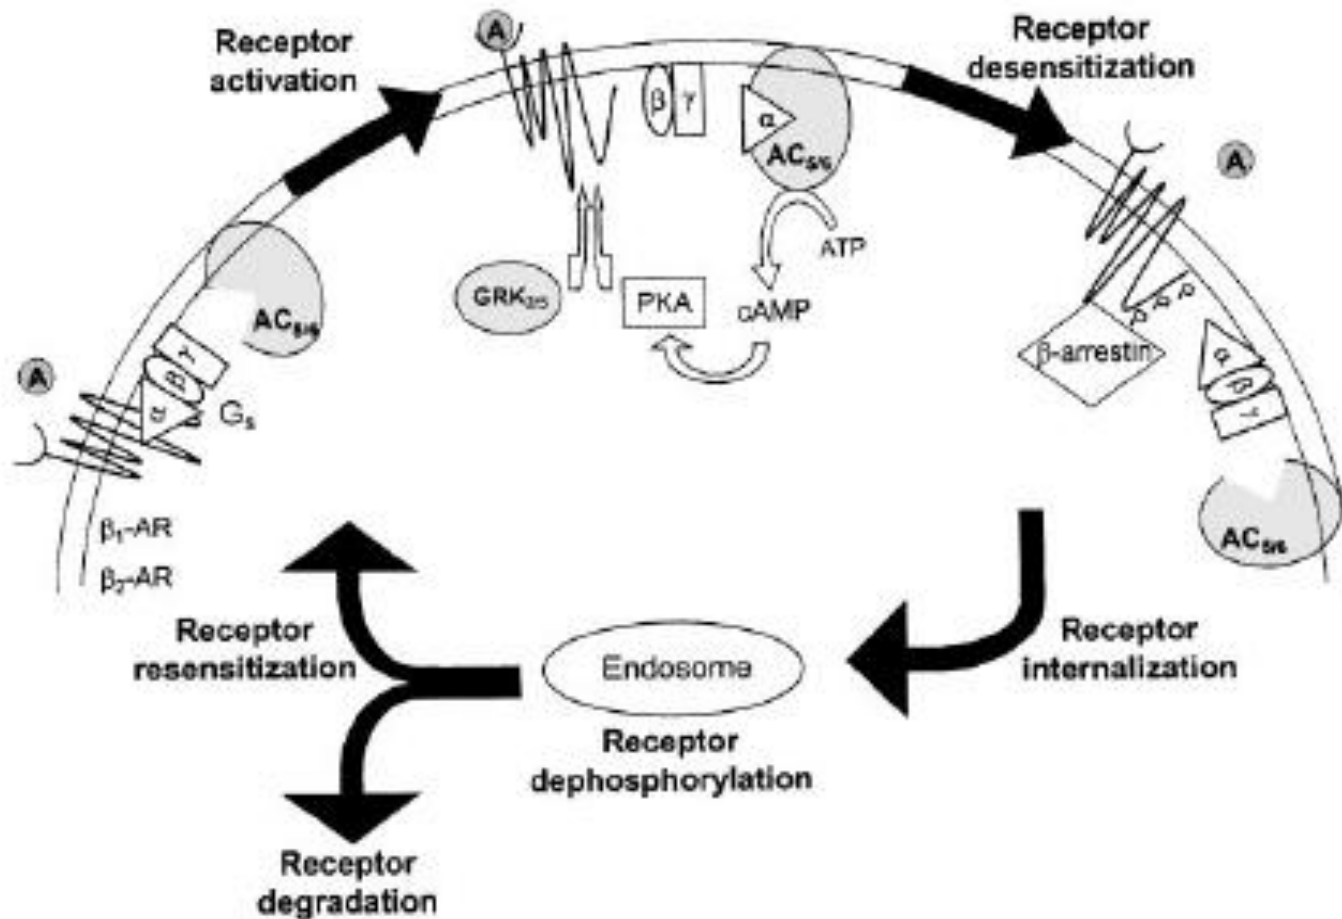 Receptor
activation
A
β γ
α
AC5/6
Receptor
desensitization
A
ATP
GRK2/5
PKA
cAMP
β-arrestin
P P P
α
β
γ
AC5/6
AC5/6
A
γ
β
α
Gs
β1-AR
β2-AR
Receptor
resensitization
Endosome
Receptor
dephosphorylation
Receptor
internalization
Receptor
degradation